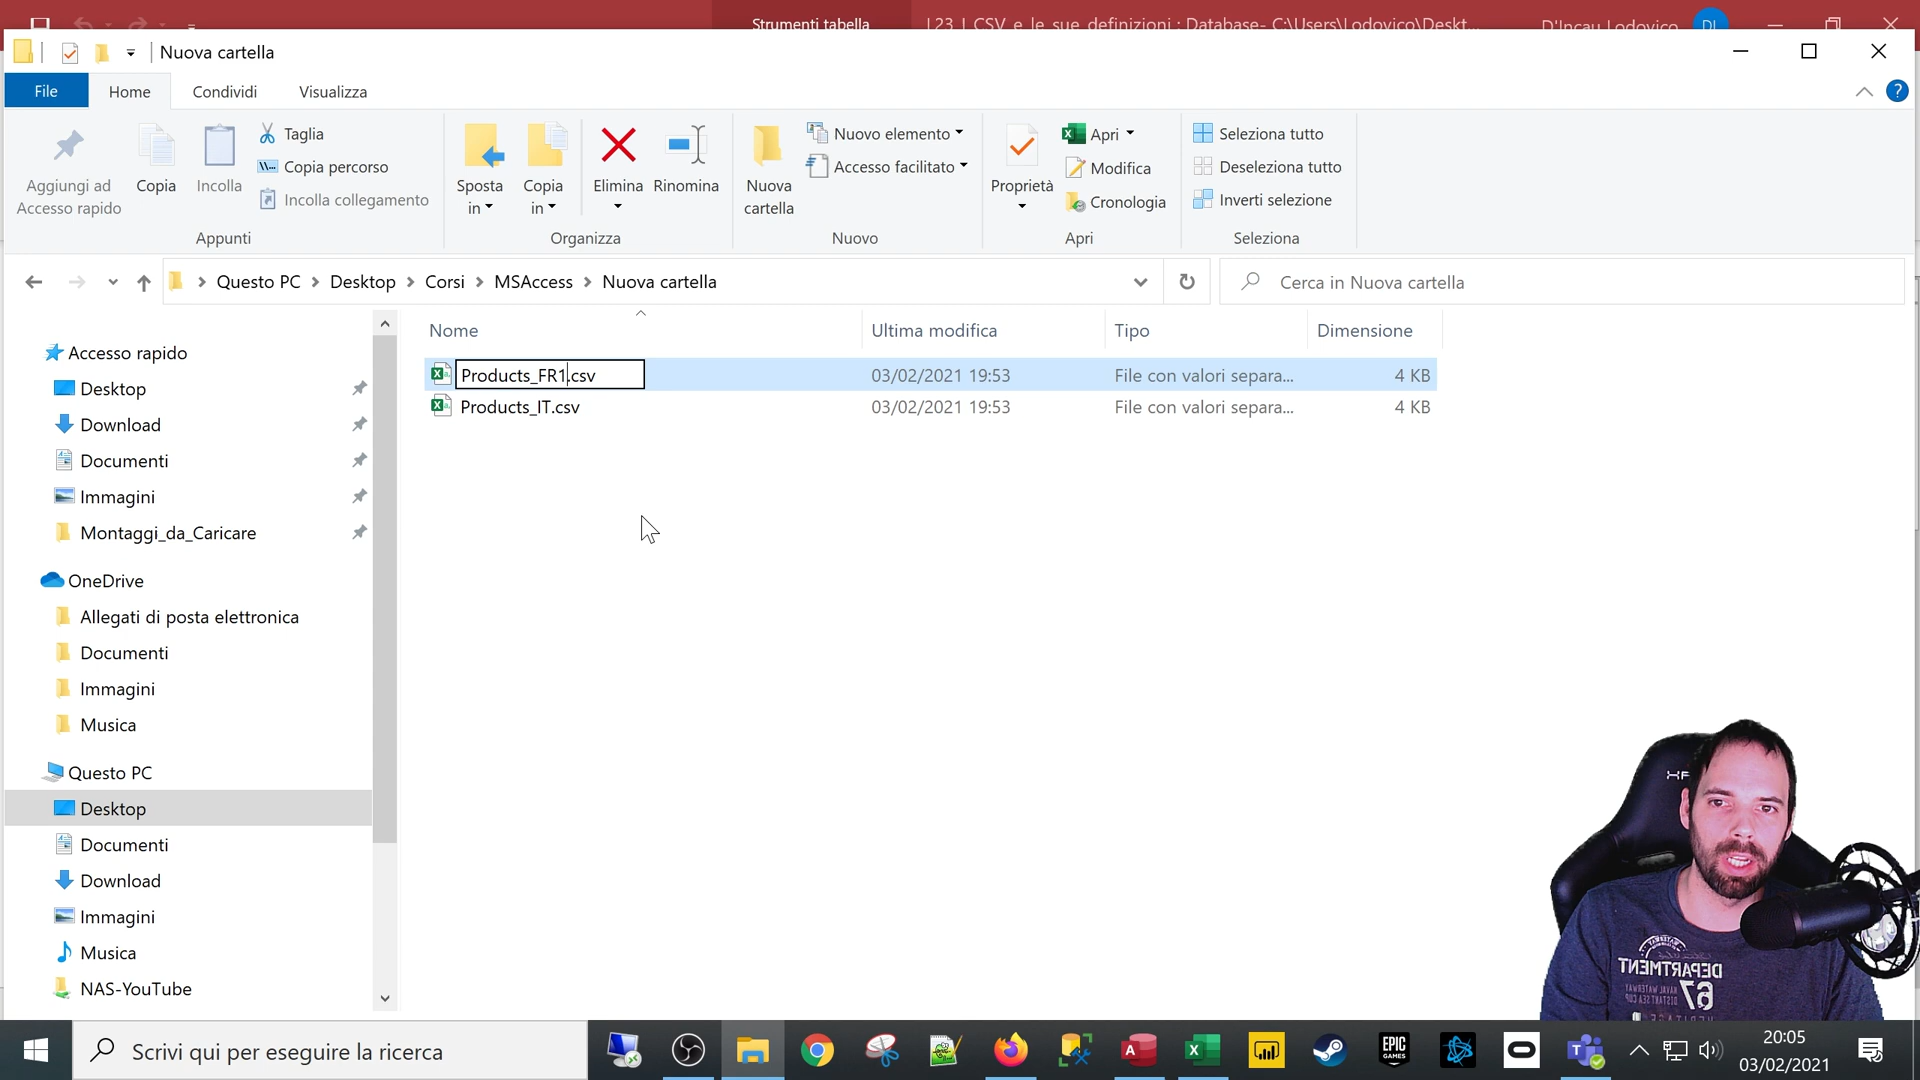 Strumenti tabella
L23_I_CSV_e_le_sue_definizioni : Database- C:\Users\Lodovico\Deskt...
D'Incau Lodovico
DL
Nuova cartella
File
Home
Condividi
Visualizza
Aggiungi ad
Accesso rapido
Copia
Incolla
Taglia
Copia percorso
Incolla collegamento
Appunti
Sposta
in
Copia
in
Elimina
Rinomina
Organizza
Nuova
cartella
Nuovo elemento
Accesso facilitato
Nuovo
Proprietà
Apri
Modifica
Cronologia
Apri
Seleziona tutto
Deseleziona tutto
Inverti selezione
Seleziona
Questo PC > Desktop > Corsi > MSAccess > Nuova cartella
Cerca in Nuova cartella
Nome
Ultima modifica
Tipo
Dimensione
Products_FR1.csv
03/02/2021 19:53
File con valori separa...
4 KB
Products_IT.csv
03/02/2021 19:53
File con valori separa...
4 KB
Accesso rapido
Desktop
Download
Documenti
Immagini
Montaggi_da_Caricare
OneDrive
Allegati di posta elettronica
Documenti
Immagini
Musica
Questo PC
Desktop
Documenti
Download
Immagini
Musica
NAS-YouTube
DEPARTMENT
67
Scrivi qui per eseguire la ricerca
EPIC
GAMES
20:05
03/02/2021